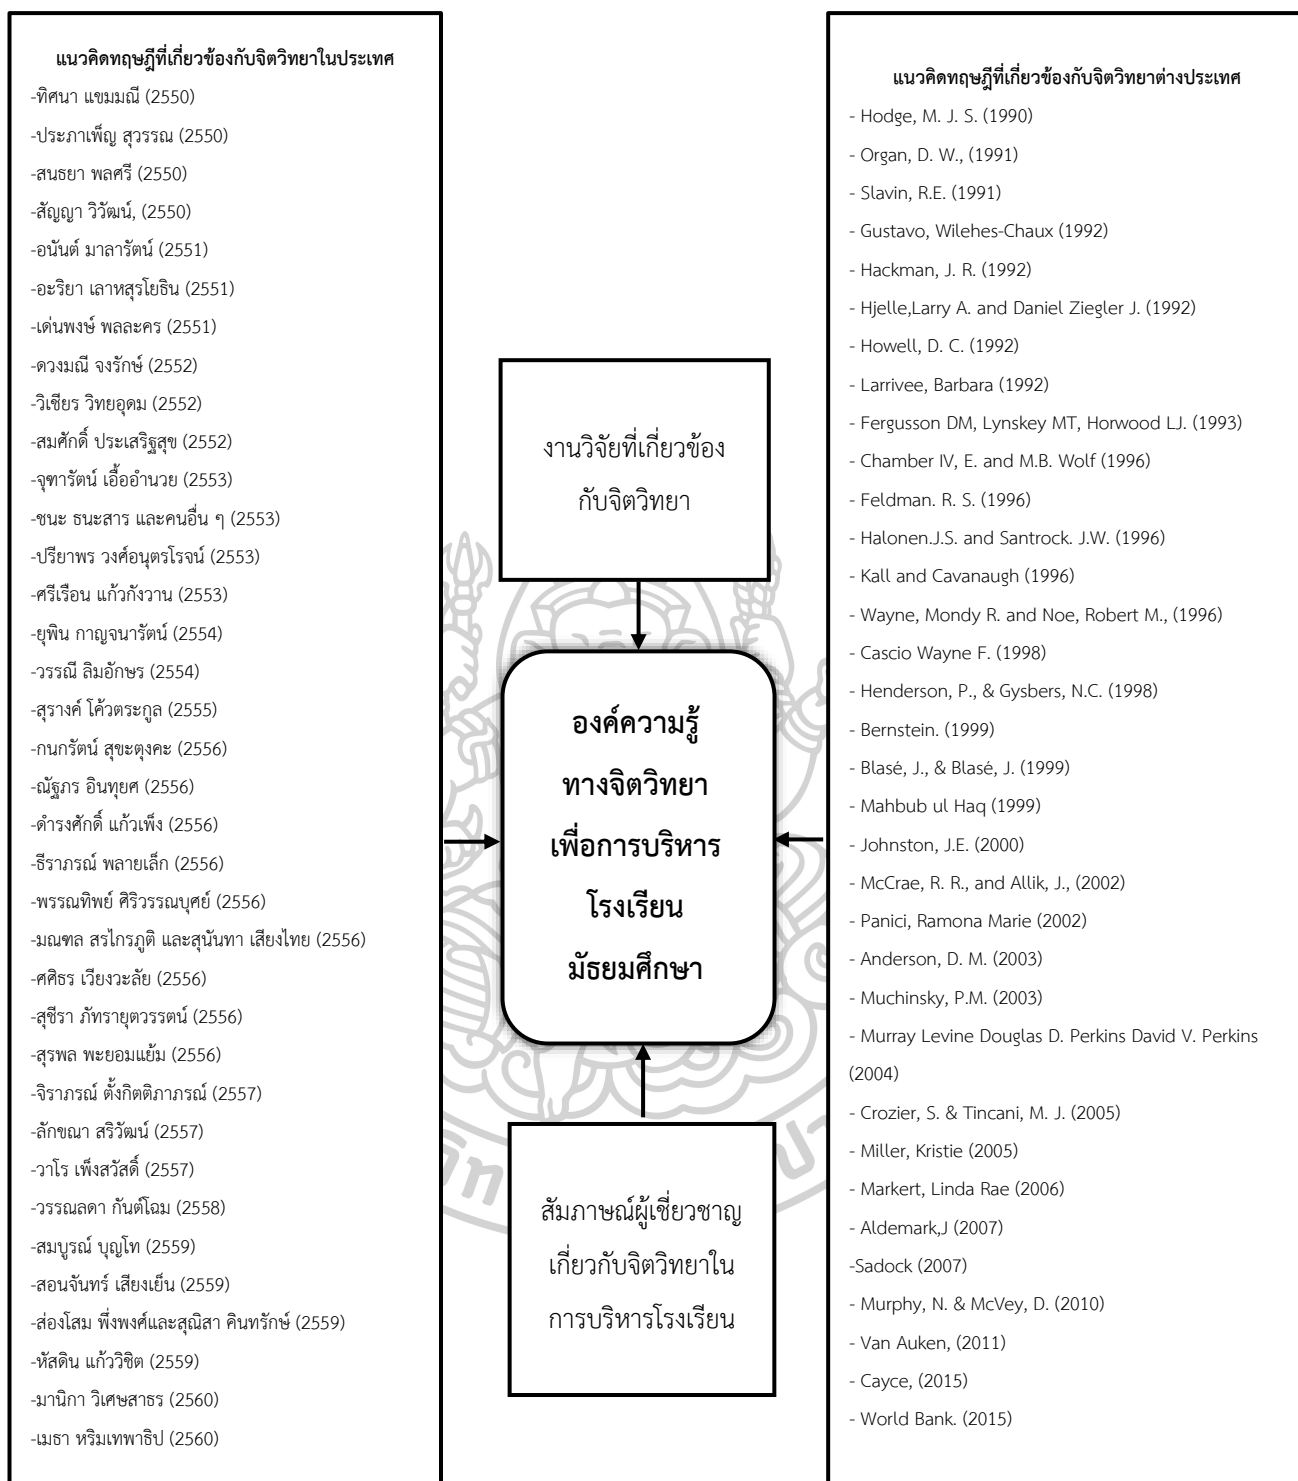 แนวคิดทฤษฎีที่เกี่ยวข้องกับจิตวิทยาในประเทศ
-ทิศนา แขมมณี (2550)
-ประภาเพ็ญ สุวรรณ (2550)
-สนธยา พลศรี (2550)
-สัญญา วิวัฒน์, (2550)
-อนันต์ มาลารัตน์ (2551)
-อะริยา เลาหสุรโยธิน (2551)
-เด่นพงษ์ พลละคร (2551)
-ดวงมณี จงรักษ์ (2552)
-วิเชียร วิทยอุดม (2552)
-สมศักดิ์ ประเสริฐสุข (2552)
-จุฑารัตน์ เอื้ออำนวย (2553)
-ชนะ ธนะสาร และคนอื่น ๆ (2553)
-ปรียาพร วงศ์อนุตรโรจน์ (2553)
-ศรีเรือน แก้วกังวาน (2553)
-ยุพิน กาญจนารัตน์ (2554)
-วรรณี ลิมอักษร (2554)
-สุรางค์ โค้วตระกูล (2555)
-กนกรัตน์ สุขะตุงคะ (2556)
-ณัฐภร อินทุยศ (2556)
-ดำรงศักดิ์ แก้วเพ็ง (2556)
-ธีราภรณ์ พลายเล็ก (2556)
-พรรณทิพย์ ศิริวรรณบุศย์ (2556)
-มณฑล สรไกรภูติ และสุนันทา เสียงไทย (2556)
-ศศิธร เวียงวะลัย (2556)
-สุชีรา ภัทรายุตวรรตน์ (2556)
-สุรพล พะยอมแย้ม (2556)
-จิราภรณ์ ตั้งกิตติภาภรณ์ (2557)
-ลักขณา สริวัฒน์ (2557)
-วาโร เพ็งสวัสดิ์ (2557)
-วรรณลดา กันต์โฉม (2558)
-สมบูรณ์ บุญโท (2559)
-สอนจันทร์ เสียงเย็น (2559)
-ส่องโสม พึ่งพงศ์และสุณิสา คินทรักษ์ (2559)
-หัสดิน แก้ววิชิต (2559)
-มานิกา วิเศษสาธร (2560)
-เมธา หริมเทพาธิป (2560)
งานวิจัยที่เกี่ยวข้อง
กับจิตวิทยา
องค์ความรู้
ทางจิตวิทยา
เพื่อการบริหาร
โรงเรียน
มัธยมศึกษา
สัมภาษณ์ผู้เชี่ยวชาญ
เกี่ยวกับจิตวิทยาใน
การบริหารโรงเรียน
แนวคิดทฤษฎีที่เกี่ยวข้องกับจิตวิทยาต่างประเทศ
- Hodge, M. J. S. (1990)
- Organ, D. W., (1991)
- Slavin, R.E. (1991)
- Gustavo, Wilehes-Chaux (1992)
- Hackman, J. R. (1992)
- Hjelle,Larry A. and Daniel Ziegler J. (1992)
- Howell, D. C. (1992)
- Larrivee, Barbara (1992)
- Fergusson DM, Lynskey MT, Horwood LJ. (1993)
- Chamber IV, E. and M.B. Wolf (1996)
- Feldman. R. S. (1996)
- Halonen.J.S. and Santrock. J.W. (1996)
- Kall and Cavanaugh (1996)
- Wayne, Mondy R. and Noe, Robert M., (1996)
- Cascio Wayne F. (1998)
- Henderson, P., & Gysbers, N.C. (1998)
- Bernstein. (1999)
- Blasé, J., & Blasé, J. (1999)
- Mahbub ul Haq (1999)
- Johnston, J.E. (2000)
- McCrae, R. R., and Allik, J., (2002)
- Panici, Ramona Marie (2002)
- Anderson, D. M. (2003)
- Muchinsky, P.M. (2003)
- Murray Levine Douglas D. Perkins David V. Perkins
(2004)
- Crozier, S. & Tincani, M. J. (2005)
- Miller, Kristie (2005)
- Markert, Linda Rae (2006)
- Aldemark,J (2007)
-Sadock (2007)
- Murphy, N. & McVey, D. (2010)
- Van Auken, (2011)
- Cayce, (2015)
- World Bank. (2015)